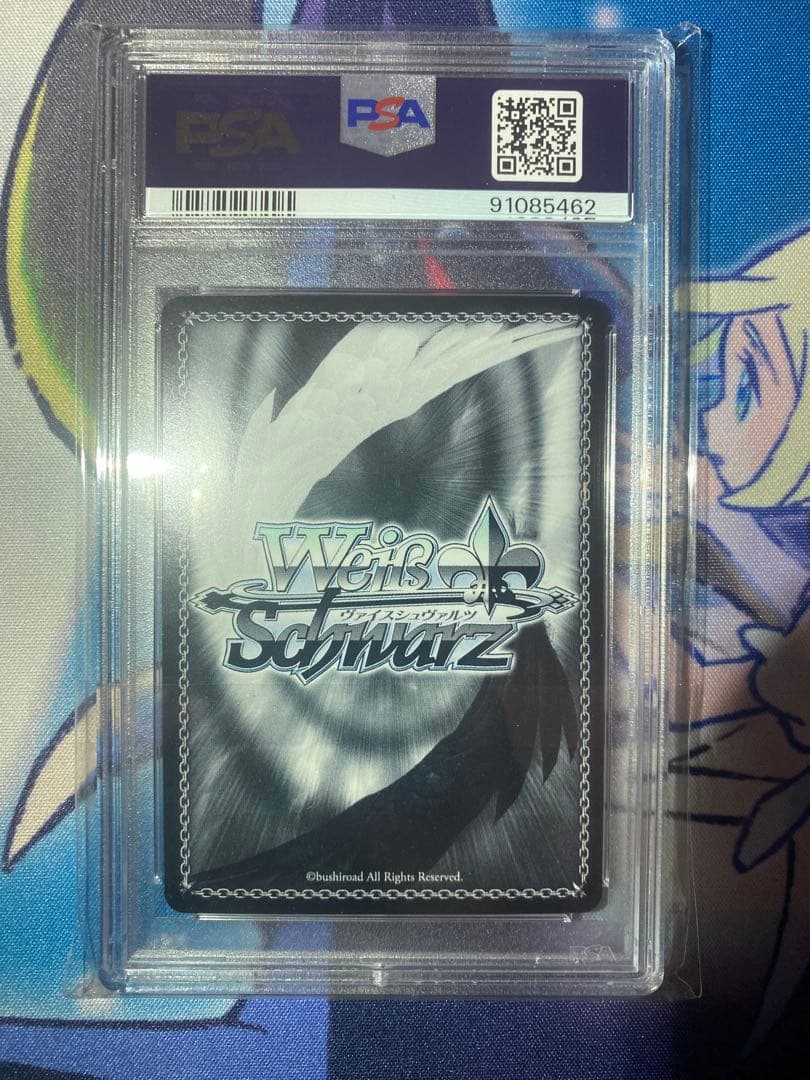 PSA
PSA
91085462
Weiß
ヴァイスシュヴァルツ
Schwarz
©bushiroad All Rights Reserved.
PSA